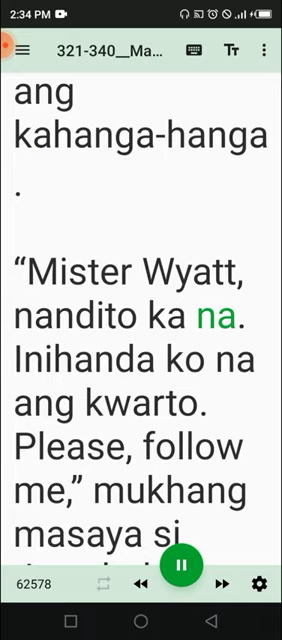 2:34 PM
321-340__Ma...
TT
ang
kahanga-hanga
.
“Mister Wyatt,
nandito ka na.
Inihanda ko na
ang kwarto.
Please, follow
me,” mukhang
masaya si
62578